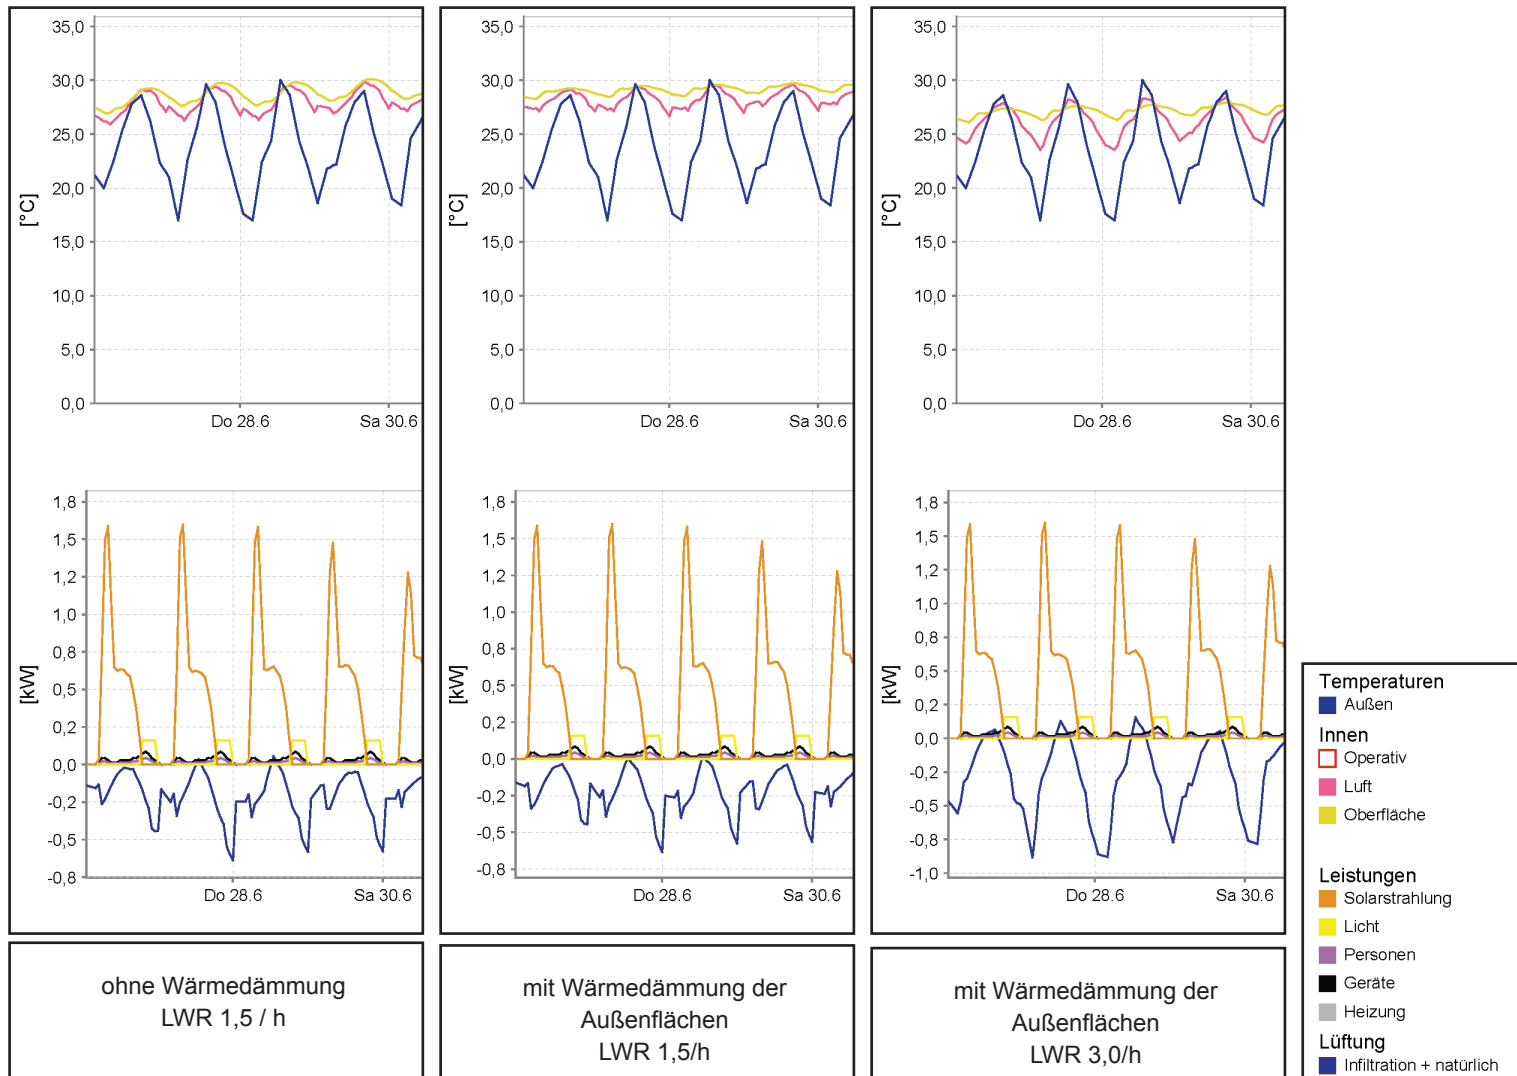 35,0
30,0
25,0
20,0
15,0
10,0
5,0
0,0
[°C]
Do 28.6
Sa 30.6
1,8
1,5
1,2
1,0
0,8
0,5
0,2
0,0
-0,2
-0,5
-0,8
[kW]
Do 28.6
Sa 30.6
ohne Wärmedämmung
LWR 1,5 / h
35,0
30,0
25,0
20,0
15,0
10,0
5,0
0,0
[°C]
Do 28.6
Sa 30.6
1,8
1,5
1,2
1,0
0,8
0,5
0,2
0,0
-0,2
-0,5
-0,8
[kW]
Do 28.6
Sa 30.6
mit Wärmedämmung der
Außenflächen
LWR 1,5/h
35,0
30,0
25,0
20,0
15,0
10,0
5,0
0,0
[°C]
Do 28.6
Sa 30.6
1,8
1,5
1,2
1,0
0,8
0,5
0,2
0,0
-0,2
-0,5
-0,8
-1,0
[kW]
Do 28.6
Sa 30.6
mit Wärmedämmung der
Außenflächen
LWR 3,0/h
Temperaturen
Außen
Innen
Operativ
Luft
Oberfläche
Leistungen
Solarstrahlung
Licht
Personen
Geräte
Heizung
Lüftung
Infiltration + natürlich